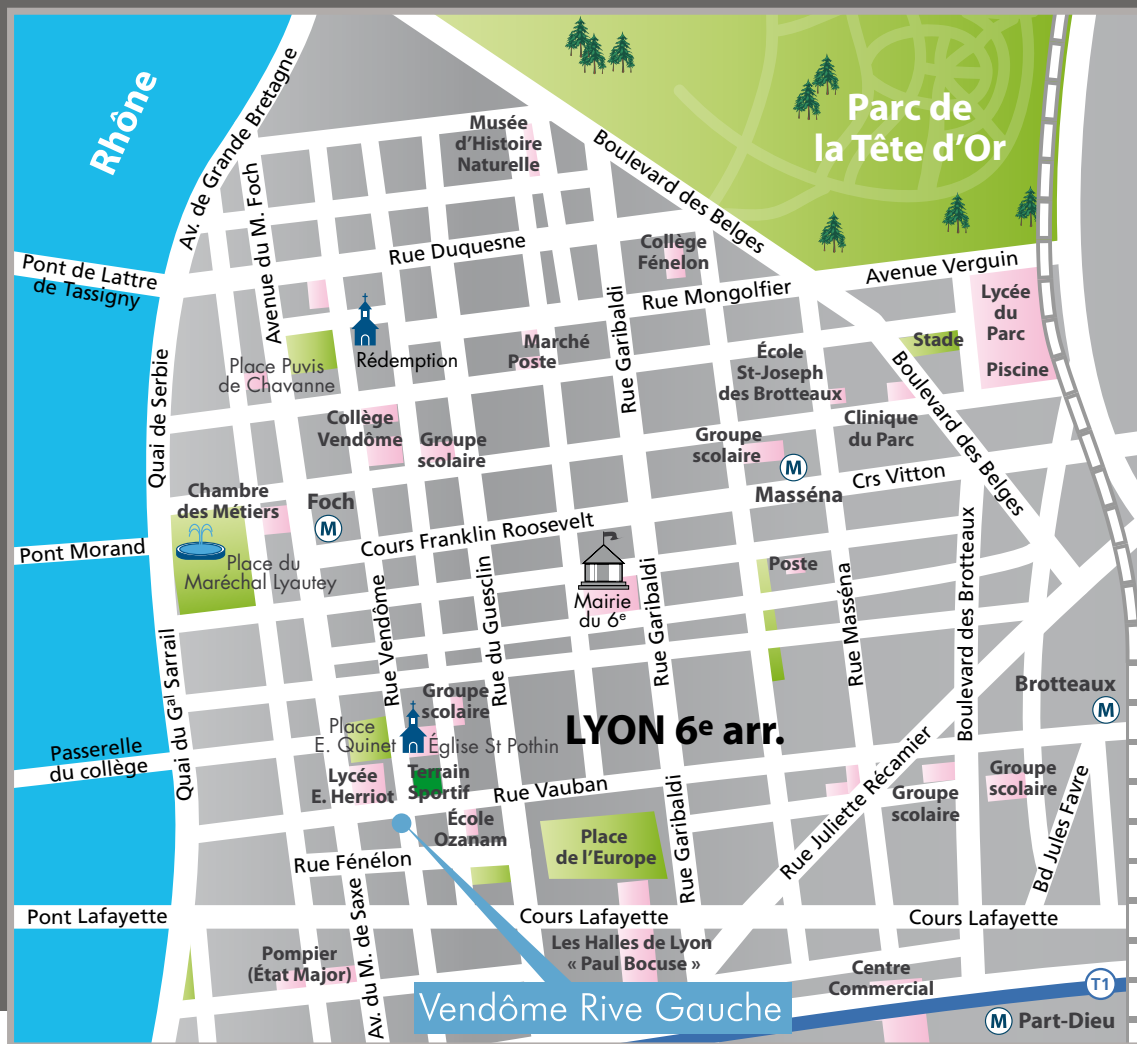 Rhône
Av. de Grande Bretagne
Parc de
la Tête d'Or
Musée
d'Histoire
Naturelle
Boulevard des Belges
Avenue du M. Foch
Rue Duquesne
Collège
Fénelon
Pont de Lattre
de Tassigny
Avenue Verguin
Rue Mongolfier
Lycée
du
Parc
Piscine
Rue Garibaldi
Stade
Marché
Poste
Rédemption
Place Puvis
de Chavanne
École
St-Joseph
des Brotteaux
Quai de Serbie
Boulevard des Belges
Collège
Vendôme
Groupe
scolaire
Groupe
scolaire
Clinique
du Parc
M
Masséna
Crs Vitton
Chambre
des Métiers
Foch
M
Cours Franklin Roosevelt
Pont Morand
Place du
Maréchal Lyautey
Mairie
du 6e
Poste
Rue Vendôme
Rue du Guesclin
Rue Garibaldi
Rue Masséna
Boulevard des Brotteaux
Quai du Gal Sarrail
Groupe
scolaire
Brotteaux
M
Place
E. Quinet
Église St Pothin
LYON 6e arr.
Passerelle
du collège
Lycée
E. Herriot
Terrain
Sportif
Rue Vauban
Rue Juliette Récamier
Groupe
scolaire
Groupe
scolaire
Bd Jules Favre
École
Ozanam
Place
de l'Europe
Rue Garibaldi
Rue Fénélon
Pont Lafayette
Av. du M. de Saxe
Cours Lafayette
Cours Lafayette
Pompier
(État Major)
Les Halles de Lyon
« Paul Bocuse »
Centre
Commercial
T1
Vendôme Rive Gauche
M Part-Dieu